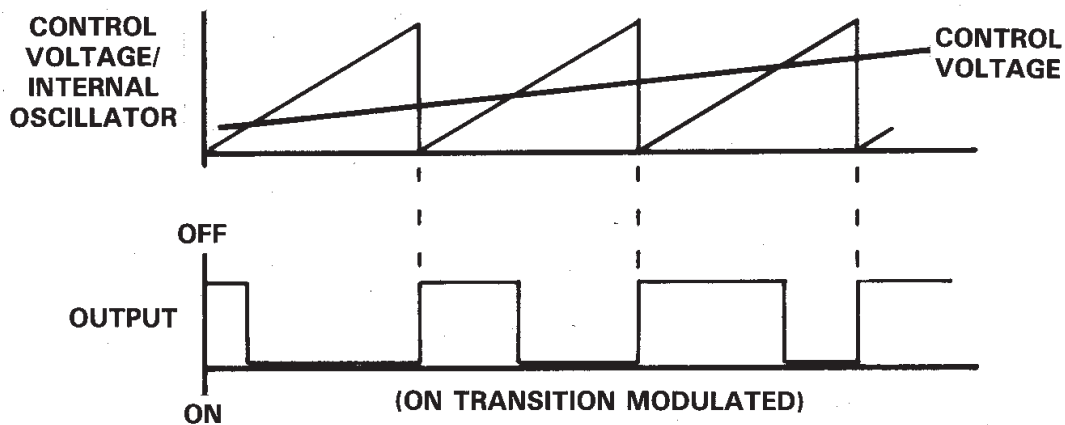 CONTROL
VOLTAGE/
INTERNAL
OSCILLATOR
CONTROL
VOLTAGE
OFF
OUTPUT
ON
(ON TRANSITION MODULATED)